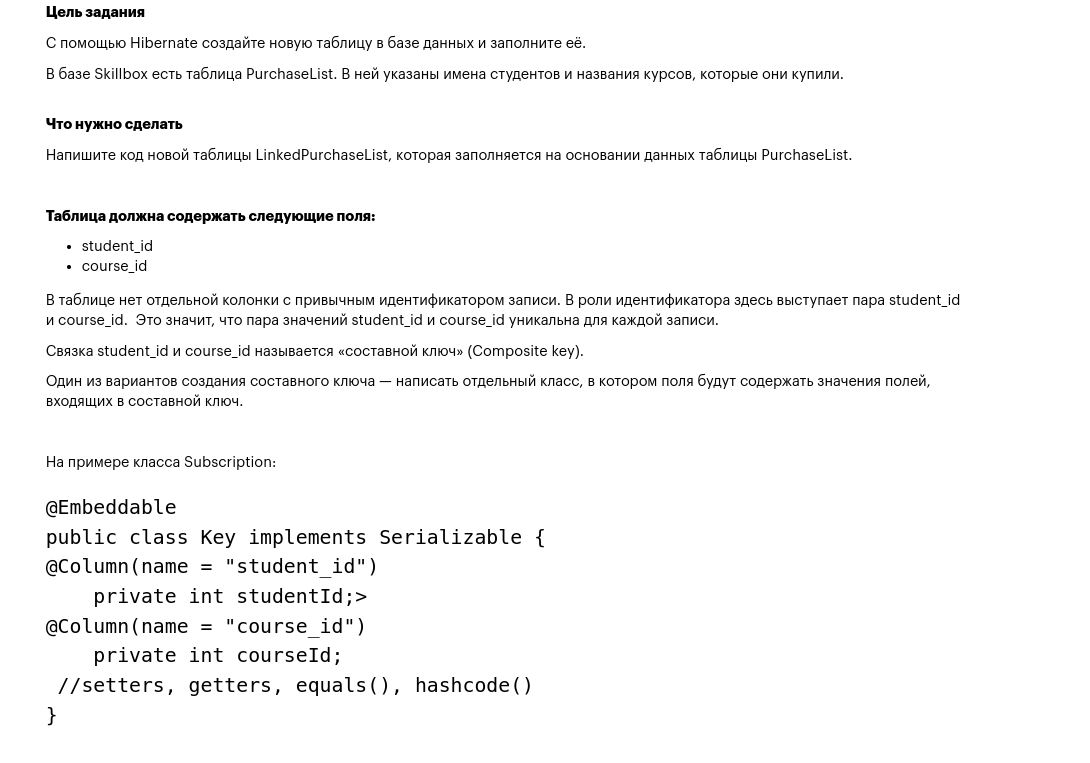 Цель задания
С помощью Hibernate создайте новую таблицу в базе данных и заполните её.
В базе Skillbox есть таблица PurchaseList. В ней указаны имена студентов и названия курсов, которые они купили.
Что нужно сделать
Напишите код новой таблицы LinkedPurchaseList, которая заполняется на основании данных таблицы PurchaseList.
Таблица должна содержать следующие поля:
• student_id
• course_id
В таблице нет отдельной колонки с привычным идентификатором записи. В роли идентификатора здесь выступает пара student_id
и course_id.  Это значит, что пара значений student_id и course_id уникальна для каждой записи.
Связка student_id и course_id называется «составной ключ» (Composite key).
Один из вариантов создания составного ключа — написать отдельный класс, в котором поля будут содержать значения полей,
входящих в составной ключ.
На примере класса Subscription:
@Embeddable
public class Key implements Serializable {
@Column(name = "student_id")
    private int studentId;>
@Column(name = "course_id")
    private int courseId;
 //setters, getters, equals(), hashcode()
}